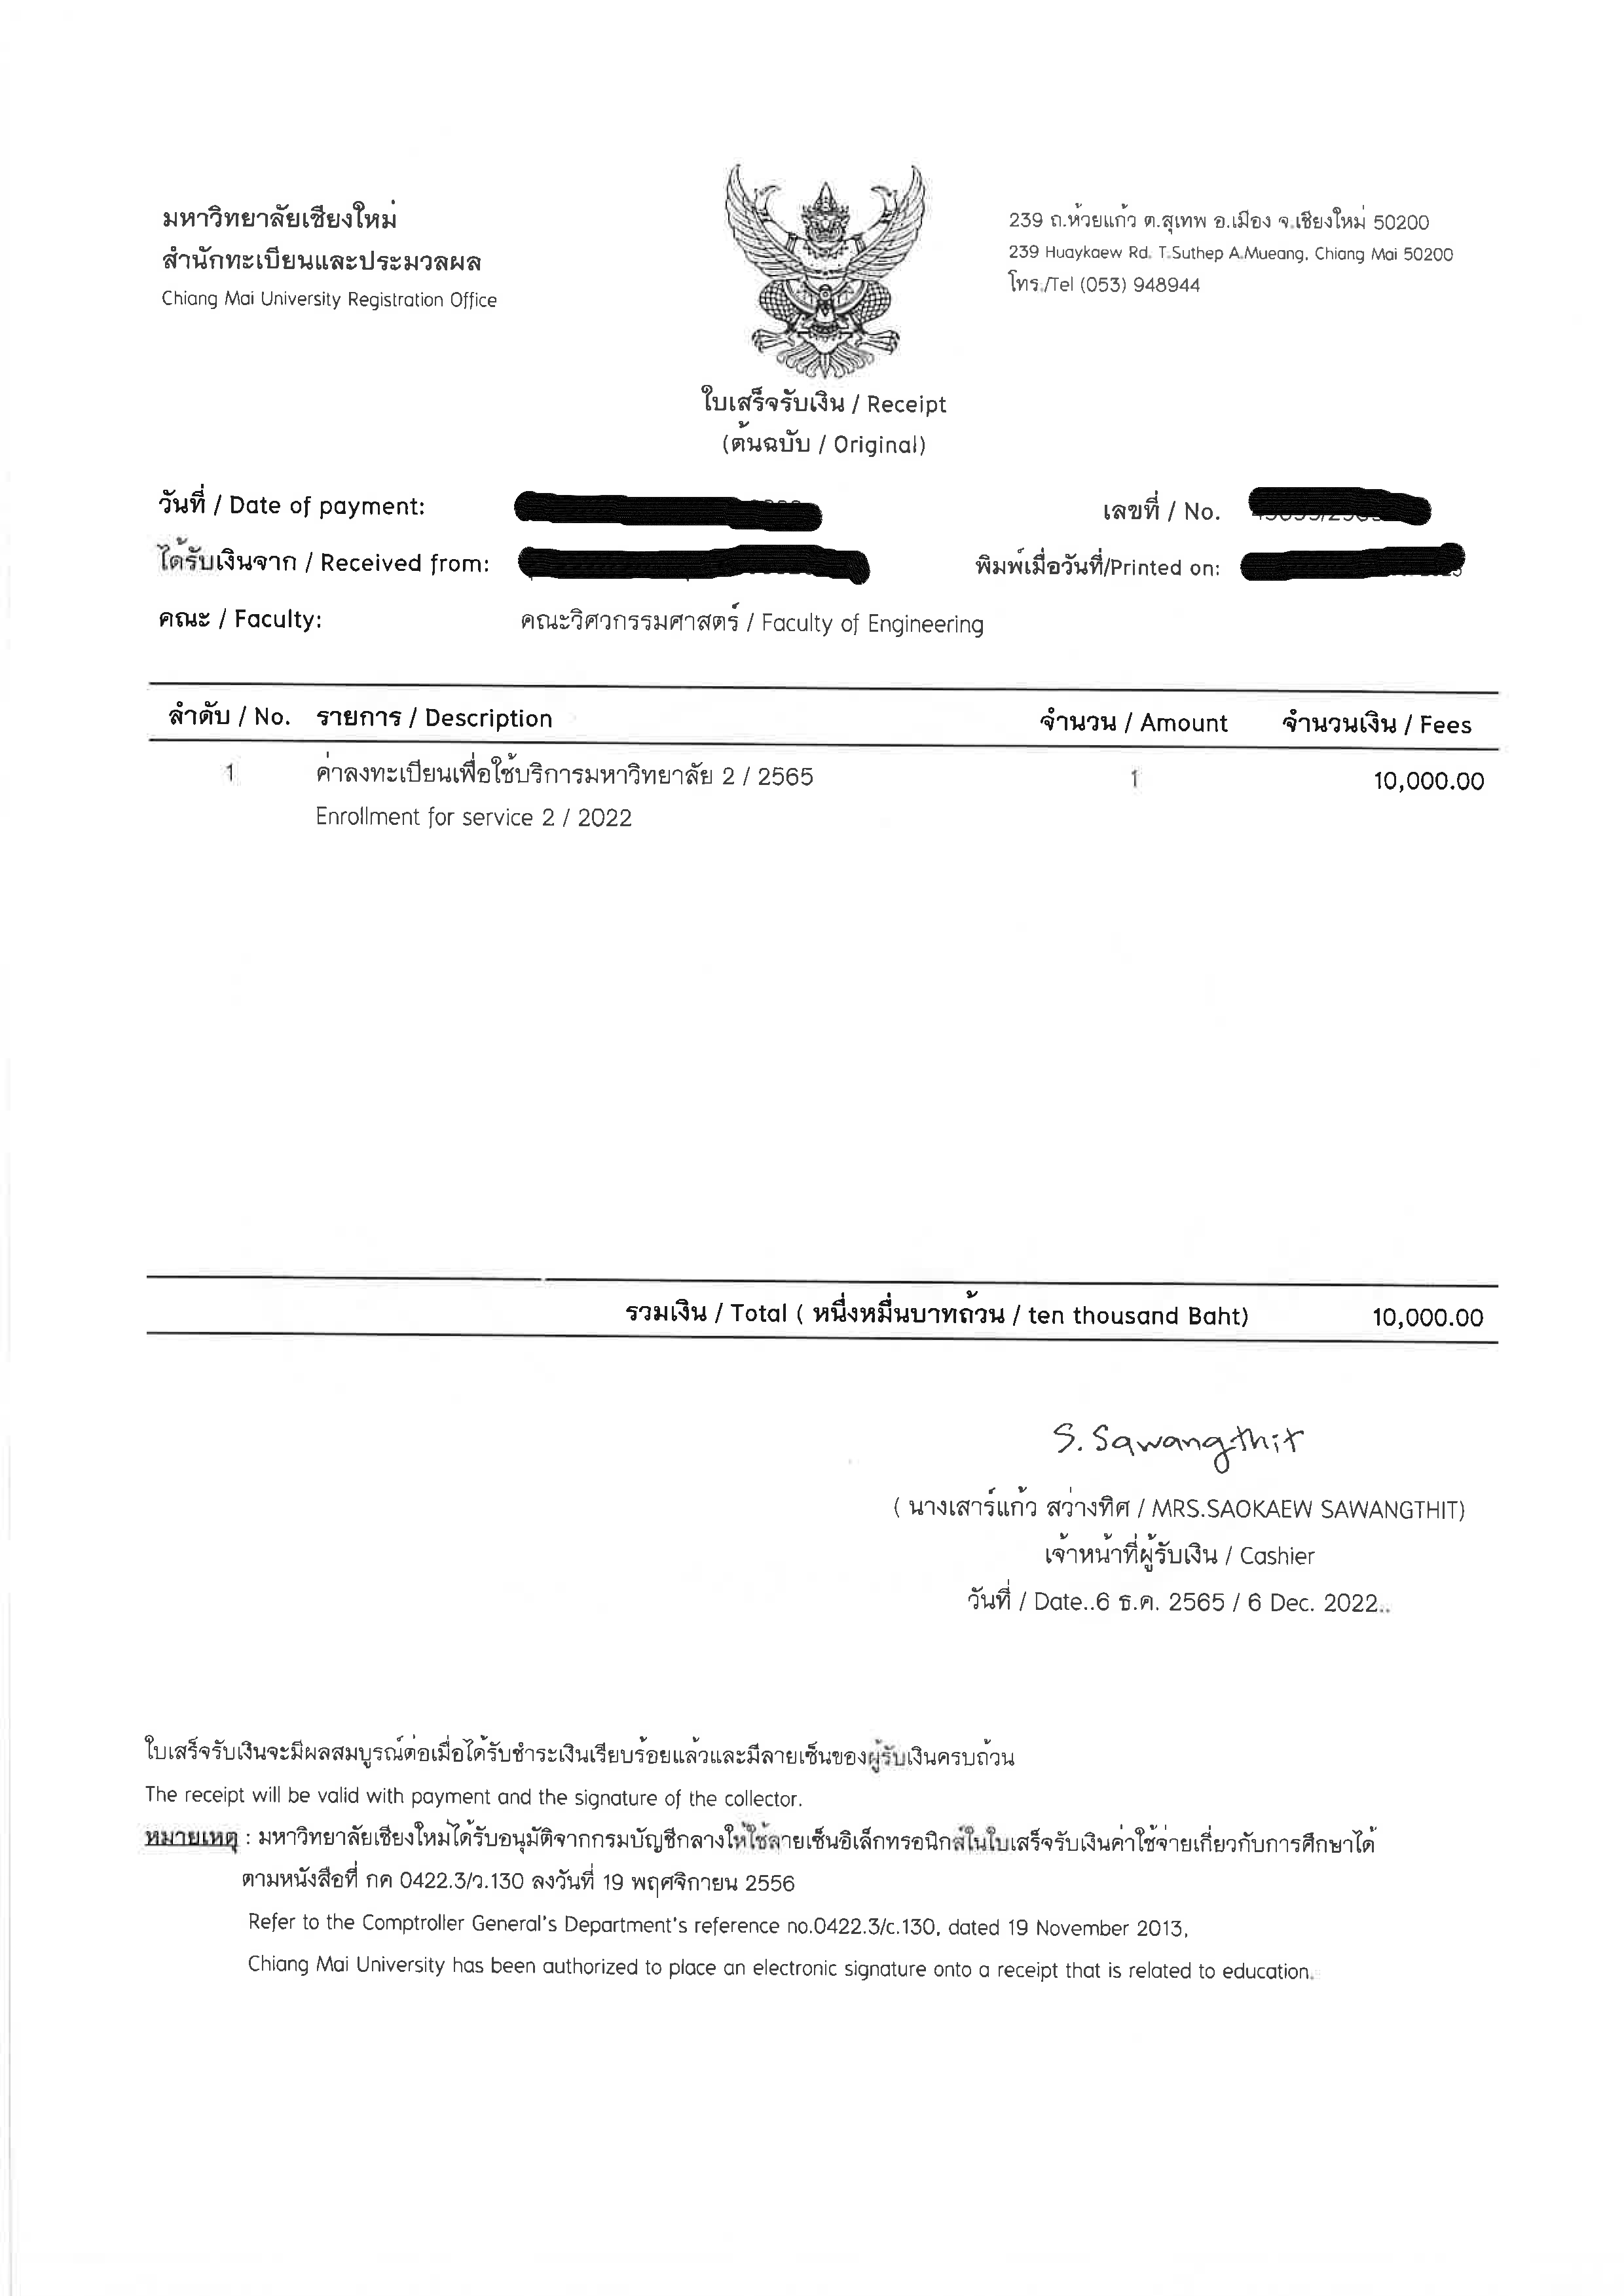 มหาวิทยาลัยเชียงใหม่
สำนักทะเบียนและประมวลผล
Chiang Mai University Registration Office
239 ถ.ห้วยแก้ว ต.สุเทพ อ.เมือง จ.เชียงใหม่ 50200
239 Huaykaew Rd. T.Suthep A.Mueang, Chiang Mai 50200
โทร./Tel (053) 948944
ใบเสร็จรับเงิน / Receipt
(ต้นฉบับ / Original)
วันที่ / Date of payment:
เลขที่ / No.
ได้รับเงินจาก / Received from:
พิมพ์เมื่อวันที่/Printed on:
คณะ / Faculty: คณะวิศวกรรมศาสตร์ / Faculty of Engineering
ลำดับ / No. รายการ / Description จำนวน / Amount จำนวนเงิน / Fees
1 ค่าลงทะเบียนเพื่อใช้บริการมหาวิทยาลัย 2 / 2565 1 10,000.00
Enrollment for service 2 / 2022
รวมเงิน / Total ( หนึ่งหมื่นบาทถ้วน / ten thousand Baht) 10,000.00
S. Sawangthit
( นางเสาร์แก้ว สว่างทิศ / MRS.SAOKAEW SAWANGTHIT)
เจ้าหน้าที่ผู้รับเงิน / Cashier
วันที่ / Date..6 ธ.ค. 2565 / 6 Dec. 2022..
ใบเสร็จรับเงินจะมีผลสมบูรณ์ต่อเมื่อได้รับชำระเงินเรียบร้อยแล้วและมีลายเซ็นของผู้รับเงินครบถ้วน
The receipt will be valid with payment and the signature of the collector.
หมายเหตุ : มหาวิทยาลัยเชียงใหม่ได้รับอนุมัติจากกรมบัญชีกลางให้ใช้ลายเซ็นอิเล็กทรอนิกส์ในใบเสร็จรับเงินค่าใช้จ่ายเกี่ยวกับการศึกษาได้
ตามหนังสือที่ กค 0422.3/ว.130 ลงวันที่ 19 พฤศจิกายน 2556
Refer to the Comptroller General's Department's reference no.0422.3/c.130, dated 19 November 2013,
Chiang Mai University has been authorized to place an electronic signature onto a receipt that is related to education.